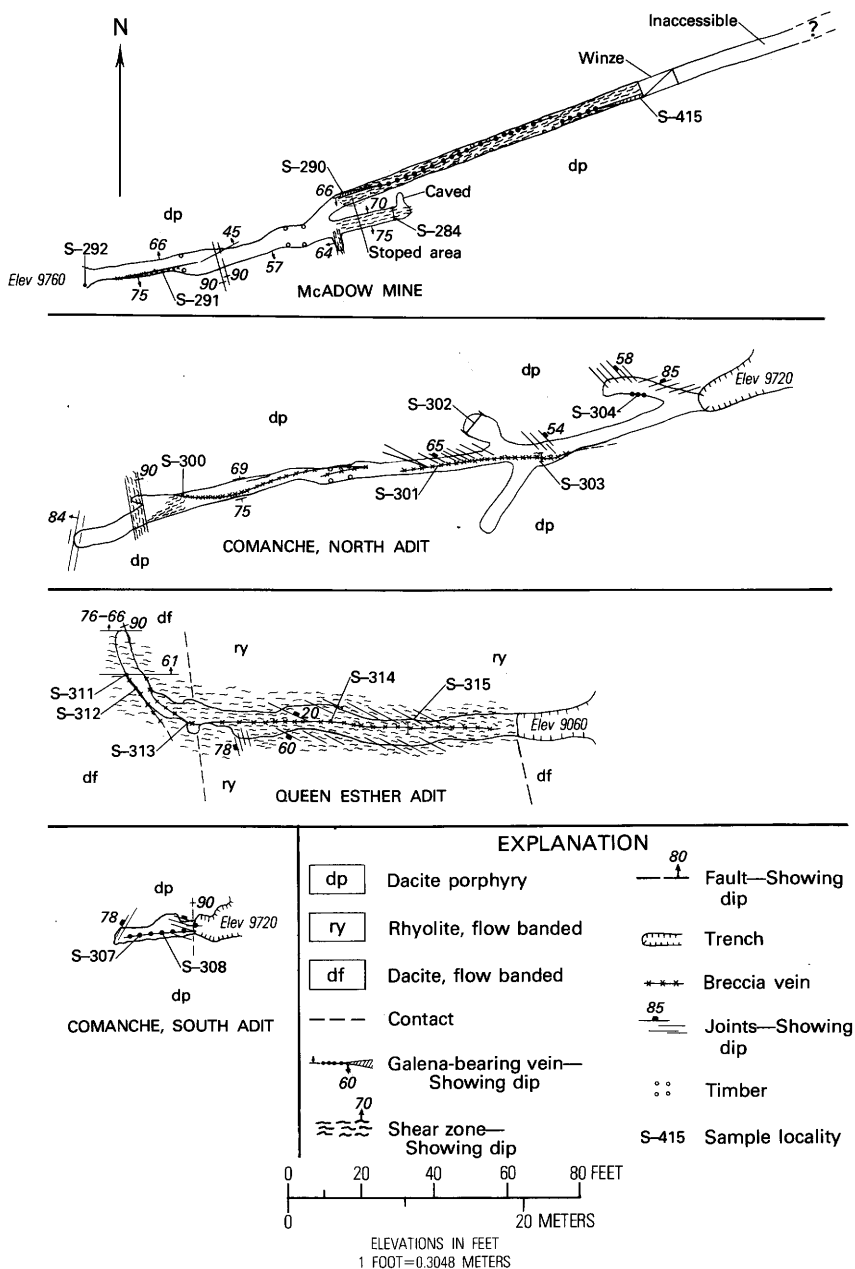 N
Inaccessible
?
Winze
S-415
S-290
dp
66
Caved
70
dp
S-284
75
S-292
66
45
64
Stoped area
Elev 9760
90
90
57
75
S-291
McADOW MINE
58
85
dp
Elev 9720
S-302
S-304
dp
54
65
90
S-300
69
S-301
S-303
75
84
dp
dp
COMANCHE, NORTH ADIT
76-66
90
df
ry
ry
61
S-314
S-315
S-311
S-312
20
Elev 9060
S-313
78
60
df
ry
df
QUEEN ESTHER ADIT
dp
90
78
Elev 9720
S-307
S-308
dp
COMANCHE, SOUTH ADIT
EXPLANATION
dp Dacite porphyry
ry Rhyolite, flow banded
df Dacite, flow banded
Contact
Galena-bearing vein—
Showing dip
60
70
Shear zone—
Showing dip
80
Fault—Showing
dip
Trench
Breccia vein
85
Joints—Showing
dip
Timber
S-415 Sample locality
0 20 40 60 80 FEET
0 20 METERS
ELEVATIONS IN FEET
1 FOOT=0.3048 METERS